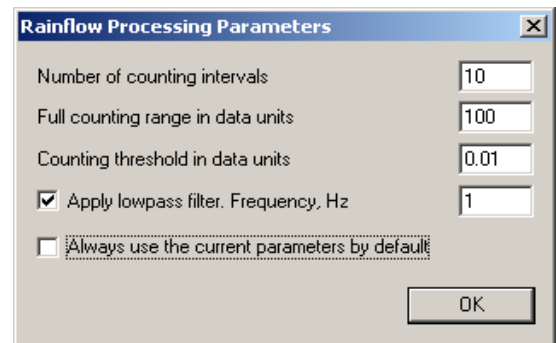 Rainflow Processing Parameters
Number of counting intervals 10
Full counting range in data units 100
Counting threshold in data units 0.01
Apply lowpass filter. Frequency, Hz 1
Always use the current parameters by default
OK